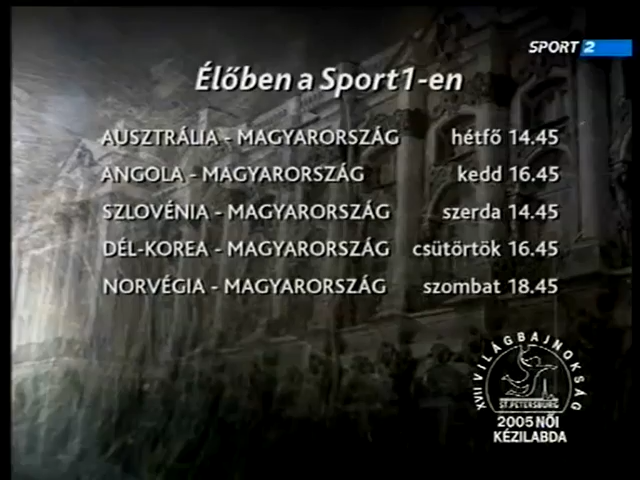 SPORT 2
Élőben a Sport1-en
AUSZTRÁLIA - MAGYARORSZÁG hétfő 14.45
ANGOLA - MAGYARORSZÁG kedd 16.45
SZLOVÉNIA - MAGYARORSZÁG szerda 14.45
DÉL-KOREA - MAGYARORSZÁG csütörtök 16.45
NORVÉGIA - MAGYARORSZÁG szombat 18.45
XVII VILÁGBAJNOKSÁG
ST.PETERSBURG
2005 NŐI
KÉZILABDA